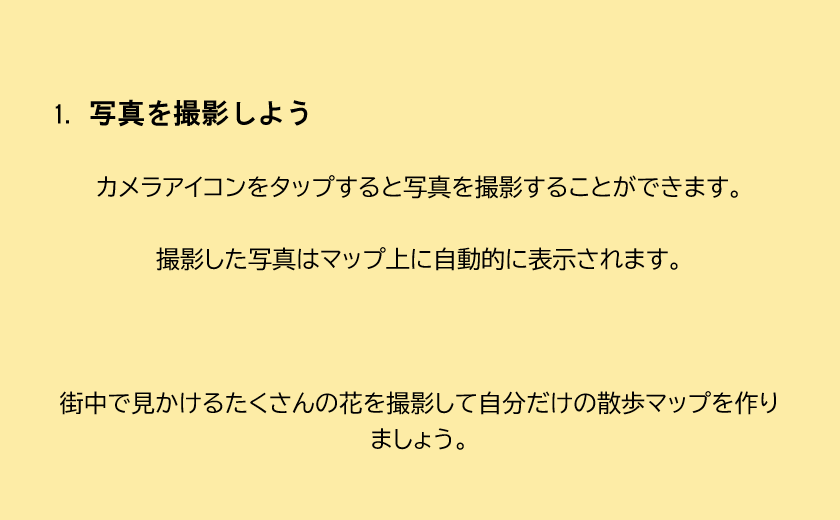 1. 写真を撮影しよう
カメラアイコンをタップすると写真を撮影することができます。
撮影した写真はマップ上に自動的に表示されます。
街中で見かけるたくさんの花を撮影して自分だけの散歩マップを作り
ましょう。